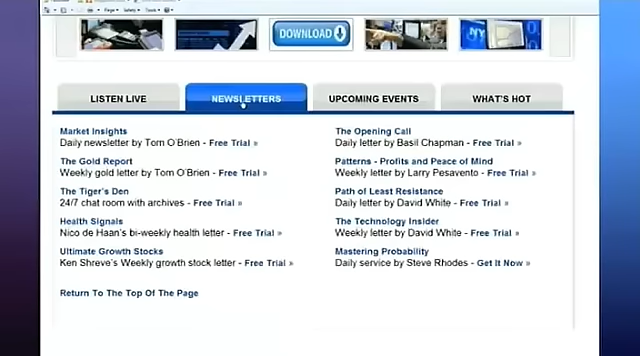 Page
Safety
Tools
DOWNLOAD
NY
LISTEN LIVE
NEWSLETTERS
UPCOMING EVENTS
WHAT'S HOT
Market Insights
Daily newsletter by Tom O'Brien - Free Trial »
The Gold Report
Weekly gold letter by Tom O'Brien - Free Trial »
The Tiger's Den
24/7 chat room with archives - Free Trial »
Health Signals
Nico de Haan's bi-weekly health letter - Free Trial »
Ultimate Growth Stocks
Ken Shreve's Weekly growth stock letter - Free Trial »
Return To The Top Of The Page
The Opening Call
Daily letter by Basil Chapman - Free Trial »
Patterns - Profits and Peace of Mind
Weekly letter by Larry Pesavento - Free Trial »
Path of Least Resistance
Daily letter by David White - Free Trial »
The Technology Insider
Weekly letter by David White - Free Trial »
Mastering Probability
Daily service by Steve Rhodes - Get It Now »